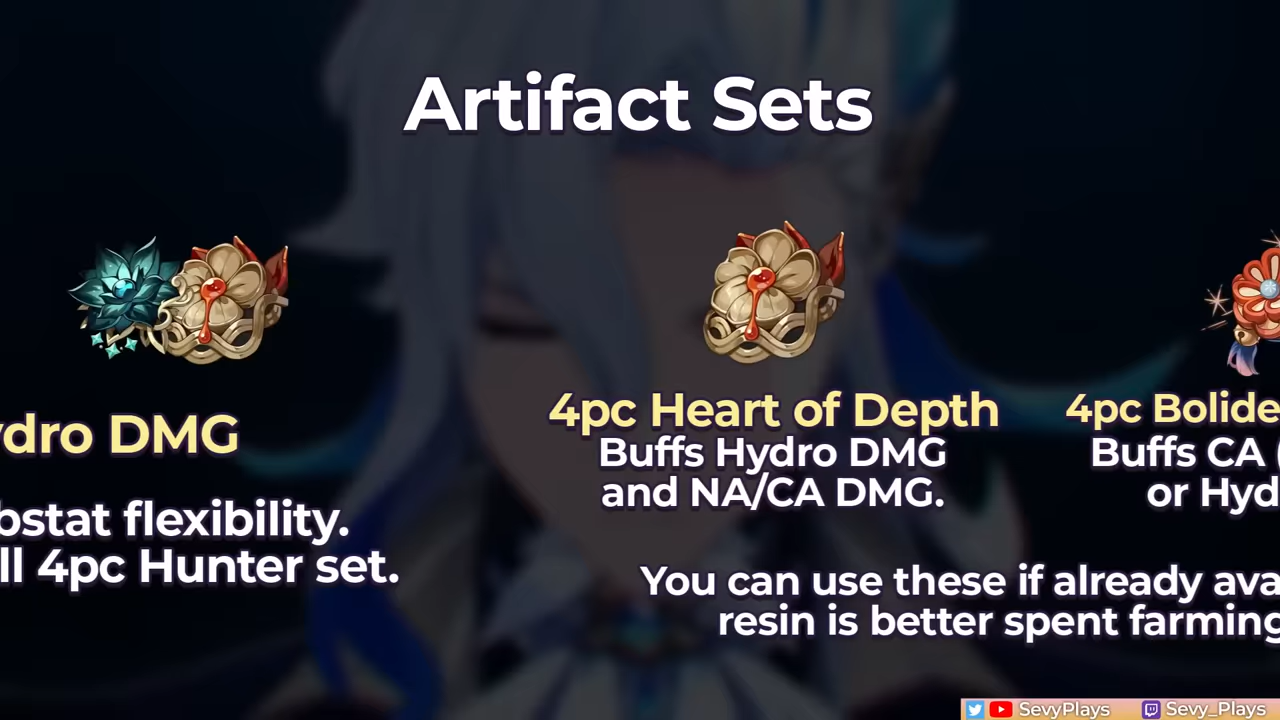 Artifact Sets
ydro DMG
bstat flexibility.
ll 4pc Hunter set.
4pc Heart of Depth
Buffs Hydro DMG
and NA/CA DMG.
4pc Bolide
Buffs CA (
or Hyd
You can use these if already ava
resin is better spent farming
SevyPlays
Sevy_Plays